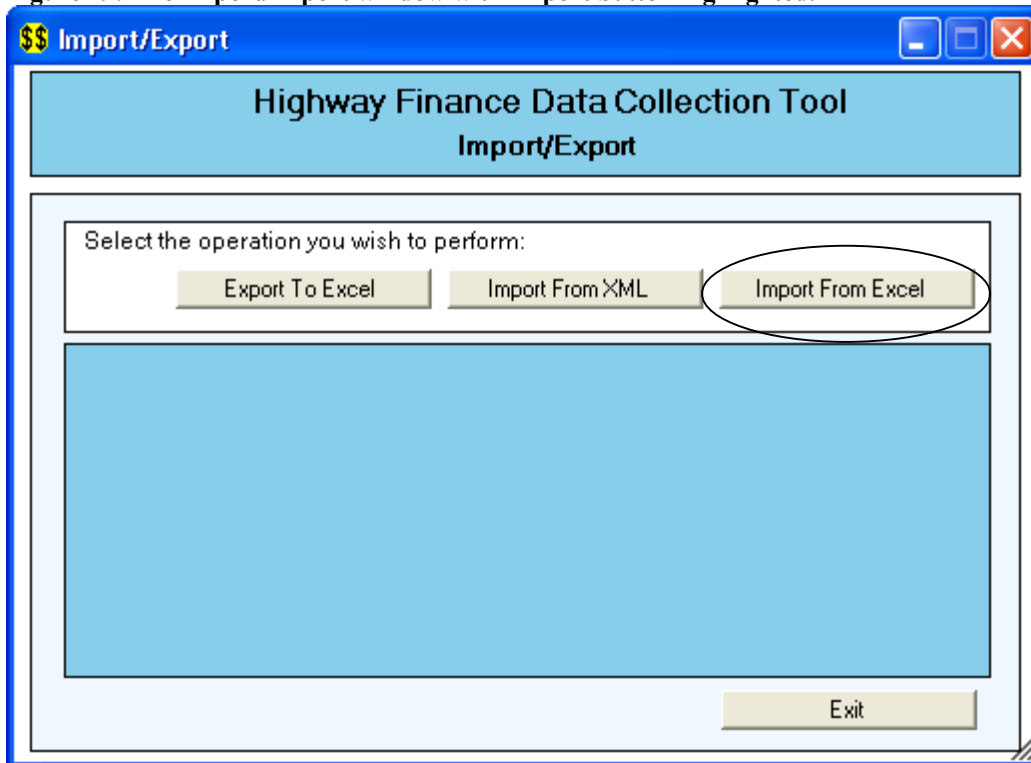 $$ Import/Export
Highway Finance Data Collection Tool
Import/Export
Select the operation you wish to perform:
Export To Excel Import From XML Import From Excel
Exit